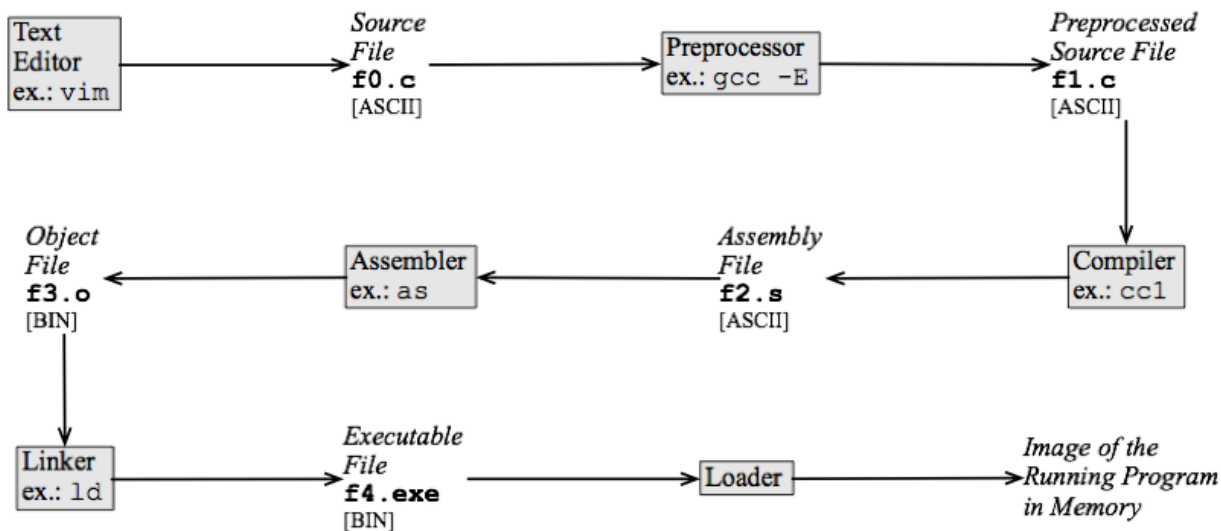 Text
Editor
ex.: vim
Source
File
f0.c
[ASCII]
Preprocessor
ex.: gcc -E
Preprocessed
Source File
f1.c
[ASCII]
Object
File
f3.o
[BIN]
Assembler
ex.: as
Assembly
File
f2.s
[ASCII]
Compiler
ex.: cc1
Linker
ex.: ld
Executable
File
f4.exe
[BIN]
Loader
Image of the
Running Program
in Memory